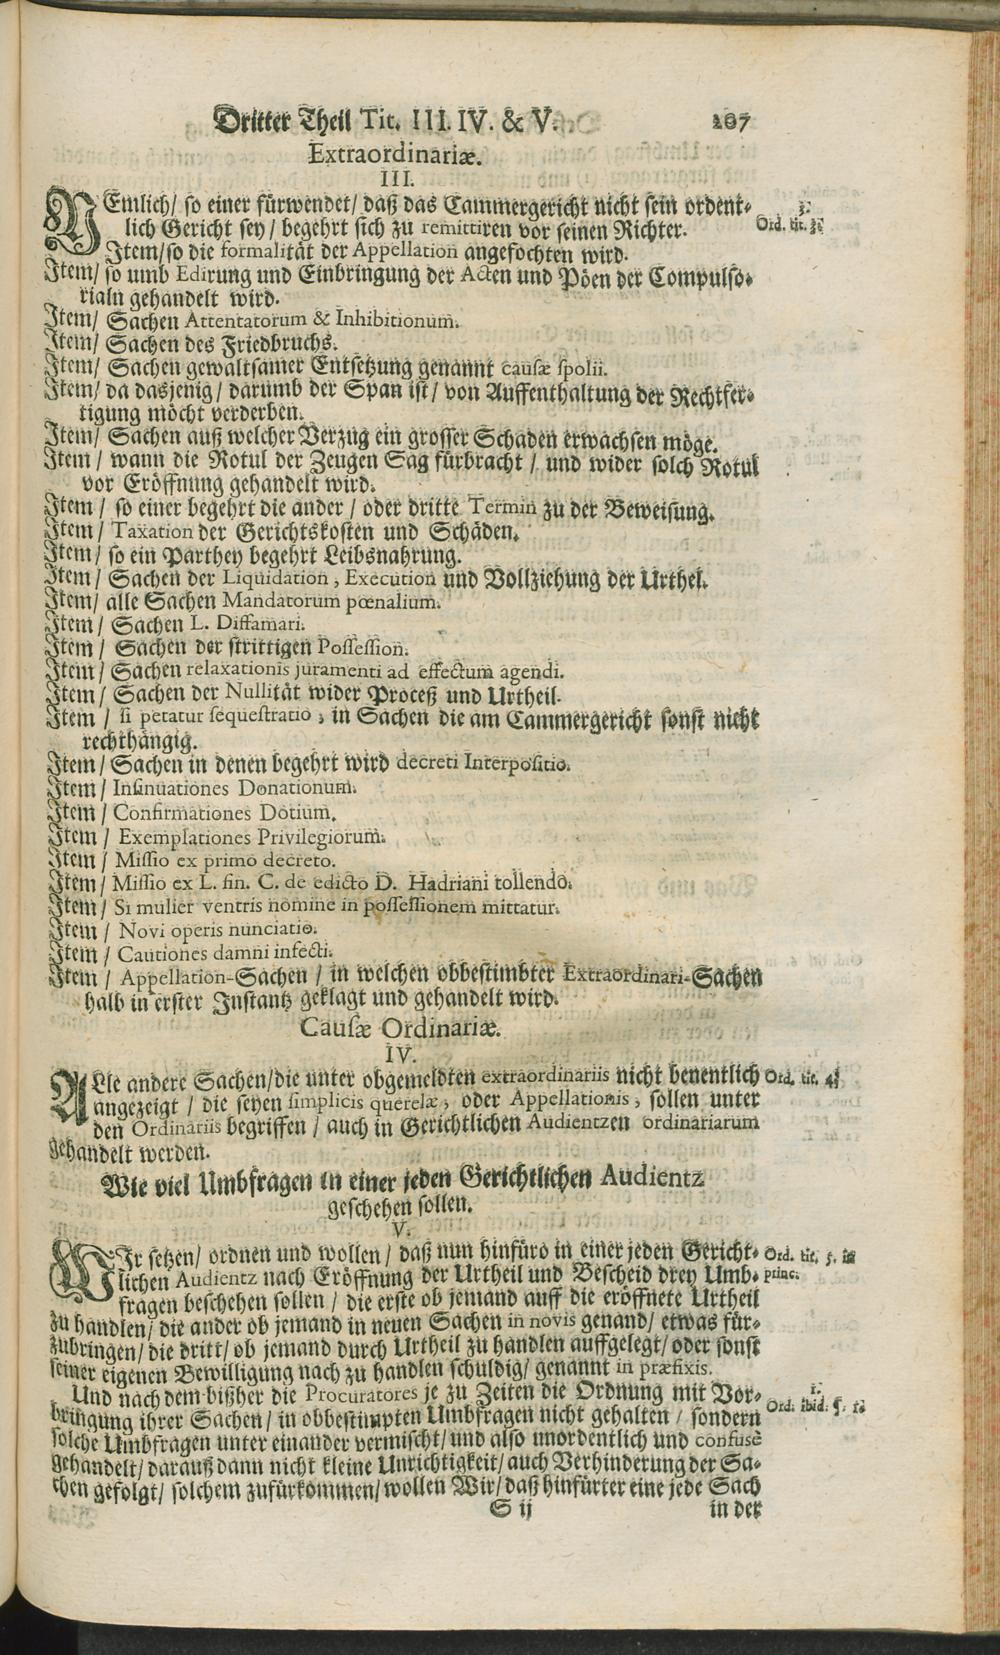 Dritter Theil Tit. III. IV. & V. 207
Extraordinariæ.
III.
NEmlich/ so einer fürwendet/ daß das Cammergericht nicht sein ordent-
lich Gericht sey/ begehrt sich zu remittiren vor seinen Richter.
Ord. tit. 3.
Item/ so die formalität der Appellation angefochten wird.
Item/ so umb Edirung und Einbringung der Acten und Pöen der Compulso-
rialn gehandelt wird.
Item/ Sachen Attentatorum & Inhibitionum.
Item/ Sachen des Friedbruchs.
Item/ Sachen gewaltsamer Entsetzung genannt causæ spolii.
Item/ da dasjenig/ darumb der Span ist/ von Auffenthaltung der Rechtfer-
tigung möcht verderben.
Item/ Sachen auß welcher Verzug ein grosser Schaden erwachsen möge.
Item/ wann die Rotul der Zeugen Sag fürbracht/ und wider solch Rotul
vor Eröffnung gehandelt wird.
Item/ so einer begehrt die ander/ oder dritte Termin zu der Beweisung.
Item/ Taxation der Gerichtskosten und Schäden.
Item/ so ein Parthey begehrt Leibsnahrung.
Item/ Sachen der Liquidation, Execution und Vollziehung der Urthel.
Item/ alle Sachen Mandatorum pœnalium.
Item/ Sachen L. Diffamari.
Item/ Sachen der strittigen Possession.
Item/ Sachen relaxationis juramenti ad effectum agendi.
Item/ Sachen der Nullität wider Proceß und Urtheil.
Item/ si petatur sequestratio, in Sachen die am Cammergericht sonst nicht
rechthängig.
Item/ Sachen in denen begehrt wird decreti Interpositio.
Item/ Insinuationes Donationum.
Item/ Confirmationes Dotium.
Item/ Exemplationes Privilegiorum.
Item/ Missio ex primo decreto.
Item/ Missio ex L. fin. C. de edicto D. Hadriani tollendo.
Item/ Si mulier ventris nomine in possessionem mittatur.
Item/ Novi operis nunciatio.
Item/ Cautiones damni infecti.
Item/ Appellation-Sachen/ in welchen obbestimbter Extraordinari-Sachen
halb in erster Instantz geklagt und gehandelt wird.
Causæ Ordinariæ.
IV.
ALle andere Sachen/ die unter obgemeldten extraordinariis nicht benentlich
Ord. tit. 4.
angezeigt/ die seyen simplicis querelæ, oder Appellationis, sollen unter
den Ordinariis begriffen/ auch in Gerichtlichen Audientzen ordinariarum
gehandelt werden.
Wie viel Umbfragen in einer jeden Gerichtlichen Audientz
geschehen sollen.
V.
WIr setzen/ ordnen und wollen/ daß nun hinfüro in einer jeden Gericht-
Ord. tit. 5. in
lichen Audientz nach Eröffnung der Urtheil und Bescheid drey Umb-
princ.
fragen beschehen sollen/ die erste ob jemand auff die eröffnete Urtheil
zu handlen/ die ander ob jemand in neuen Sachen in novis genand/ etwas für-
zubringen/ die dritt/ ob jemand durch Urtheil zu handlen auffgelegt/ oder sonst
seiner eigenen Bewilligung nach zu handlen schuldig/ genannt in præfixis.
Und nach dem bißher die Procuratores je zu Zeiten die Ordnung mit Vor-
1.
Ord. ibid. §. 1.
bringung ihrer Sachen/ in obbestimpten Umbfragen nicht gehalten/ sondern
solche Umbfragen unter einander vermischt/ und also unordentlich und confusè
gehandelt/ darauß dann nicht kleine Unrichtigkeit/ auch Verhinderung der Sa-
chen gefolgt/ solchem zufürkommen/ wollen Wir/ daß hinfürter eine jede Sach
S ij in der